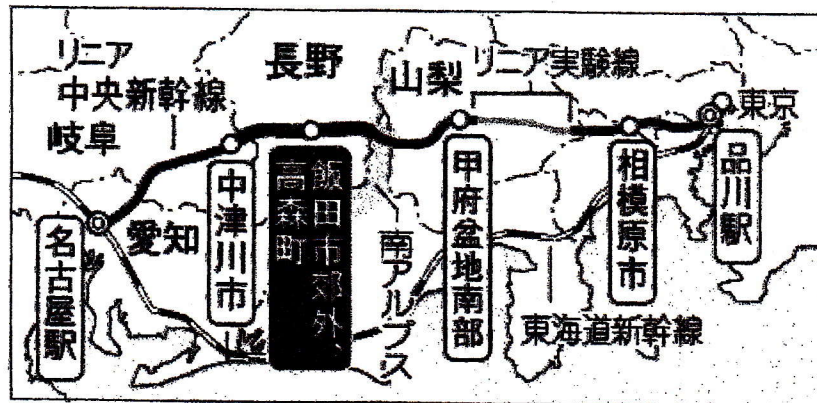 リニア
中央新幹線
岐阜
長野
山梨
リニア実験線
東京
品川駅
相模原市
甲府盆地南部
南アルプス
飯田市郊外、
高森町
中津川市
愛知
名古屋駅
東海道新幹線